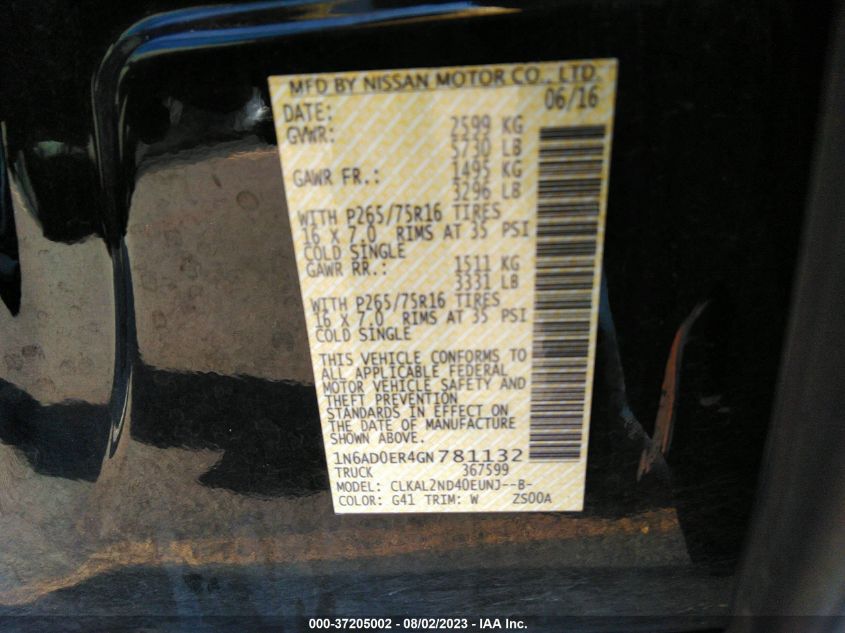 MFD BY NISSAN MOTOR CO., LTD.
DATE: 06/16
GVWR: 2599 KG
5730 LB
GAWR FR.: 1495 KG
3296 LB
WITH P265/75R16 TIRES
16 X 7.0 RIMS AT 35 PSI
COLD SINGLE
GAWR RR.: 1511 KG
3331 LB
WITH P265/75R16 TIRES
16 X 7.0 RIMS AT 35 PSI
COLD SINGLE
THIS VEHICLE CONFORMS TO
ALL APPLICABLE FEDERAL
MOTOR VEHICLE SAFETY AND
THEFT PREVENTION
STANDARDS IN EFFECT ON
THE DATE OF MANUFACTURE
SHOWN ABOVE.
1N6AD0ER4GN781132
TRUCK 367599
MODEL: CLKAL2ND40EUNJ--B-
COLOR: G41 TRIM: W ZS00A
000-37205002 - 08/02/2023 - IAA Inc.